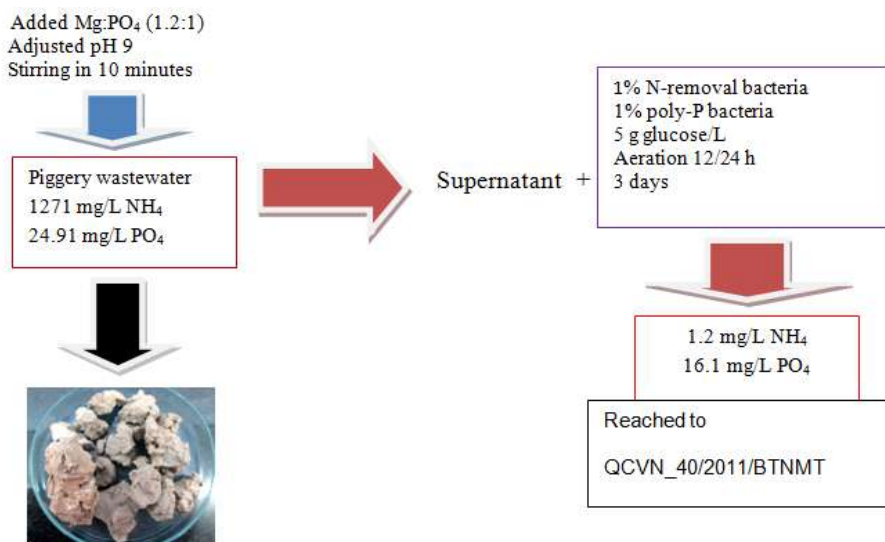 Added Mg:PO₄ (1.2:1)
Adjusted pH 9
Stirring in 10 minutes
Piggery wastewater
1271 mg/L NH₄
24.91 mg/L PO₄
Supernatant +
1% N-removal bacteria
1% poly-P bacteria
5 g glucose/L
Aeration 12/24 h
3 days
1.2 mg/L NH₄
16.1 mg/L PO₄
Reached to
QCVN_40/2011/BTNMT